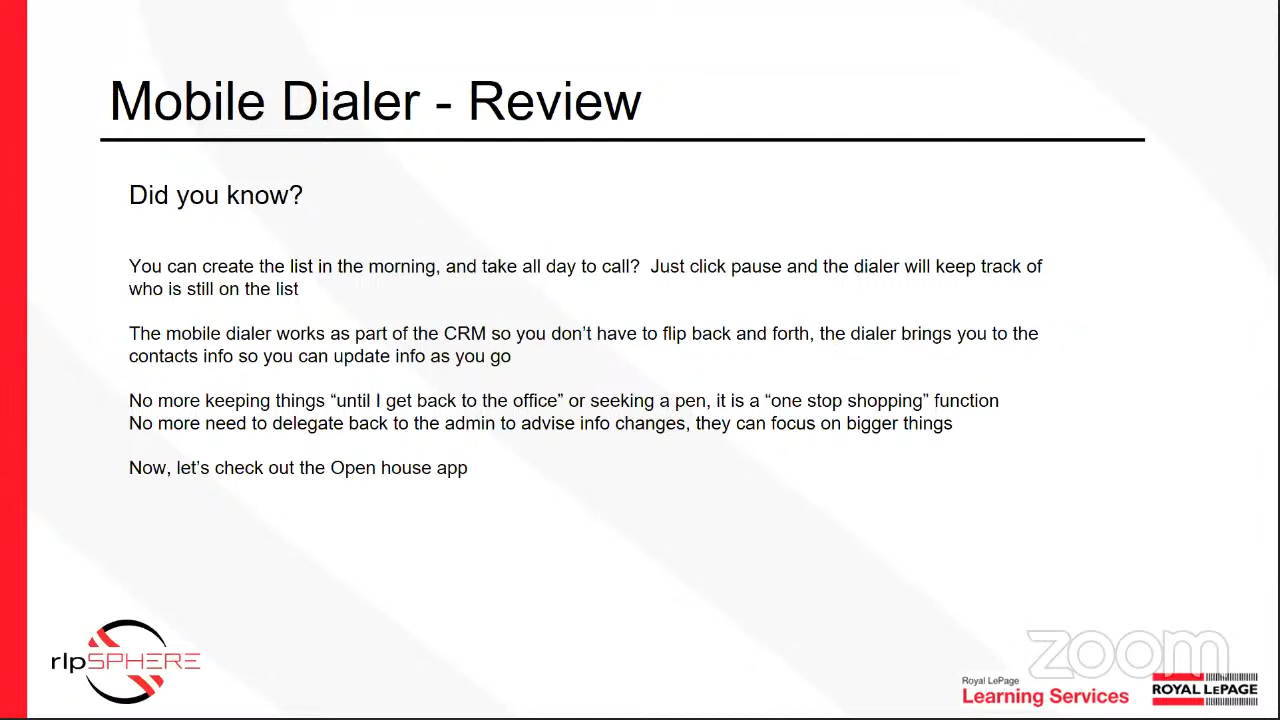 Mobile Dialer - Review
Did you know?
You can create the list in the morning, and take all day to call?  Just click pause and the dialer will keep track of
who is still on the list
The mobile dialer works as part of the CRM so you don’t have to flip back and forth, the dialer brings you to the
contacts info so you can update info as you go
No more keeping things “until I get back to the office” or seeking a pen, it is a “one stop shopping” function
No more need to delegate back to the admin to advise info changes, they can focus on bigger things
Now, let’s check out the Open house app
rlpSPHERE
zoom
Royal LePage
Learning Services
ROYAL LEPAGE